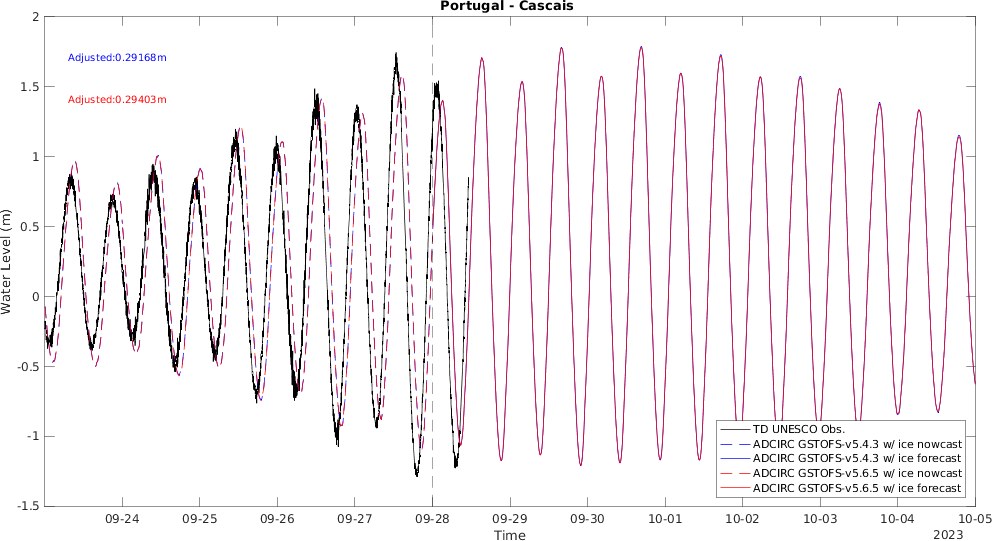 Portugal - Cascais
Adjusted:0.29168m
Adjusted:0.29403m
Water Level (m)
2
1.5
1
0.5
0
-0.5
-1
-1.5
TD UNESCO Obs.
ADCIRC GSTOFS-v5.4.3 w/ ice nowcast
ADCIRC GSTOFS-v5.4.3 w/ ice forecast
ADCIRC GSTOFS-v5.6.5 w/ ice nowcast
ADCIRC GSTOFS-v5.6.5 w/ ice forecast
09-24 09-25 09-26 09-27 09-28 09-29 09-30 10-01 10-02 10-03 10-04 10-05
Time
2023